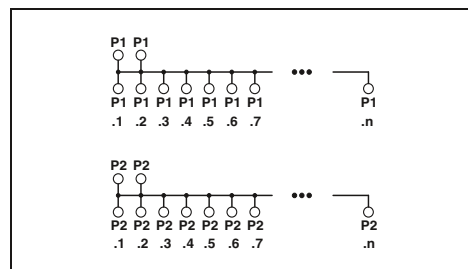 P1 P1
P1 P1 P1 P1 P1 P1 P1 P1
.1 .2 .3 .4 .5 .6 .7 .n
P2 P2
P2 P2 P2 P2 P2 P2 P2 P2
.1 .2 .3 .4 .5 .6 .7 .n